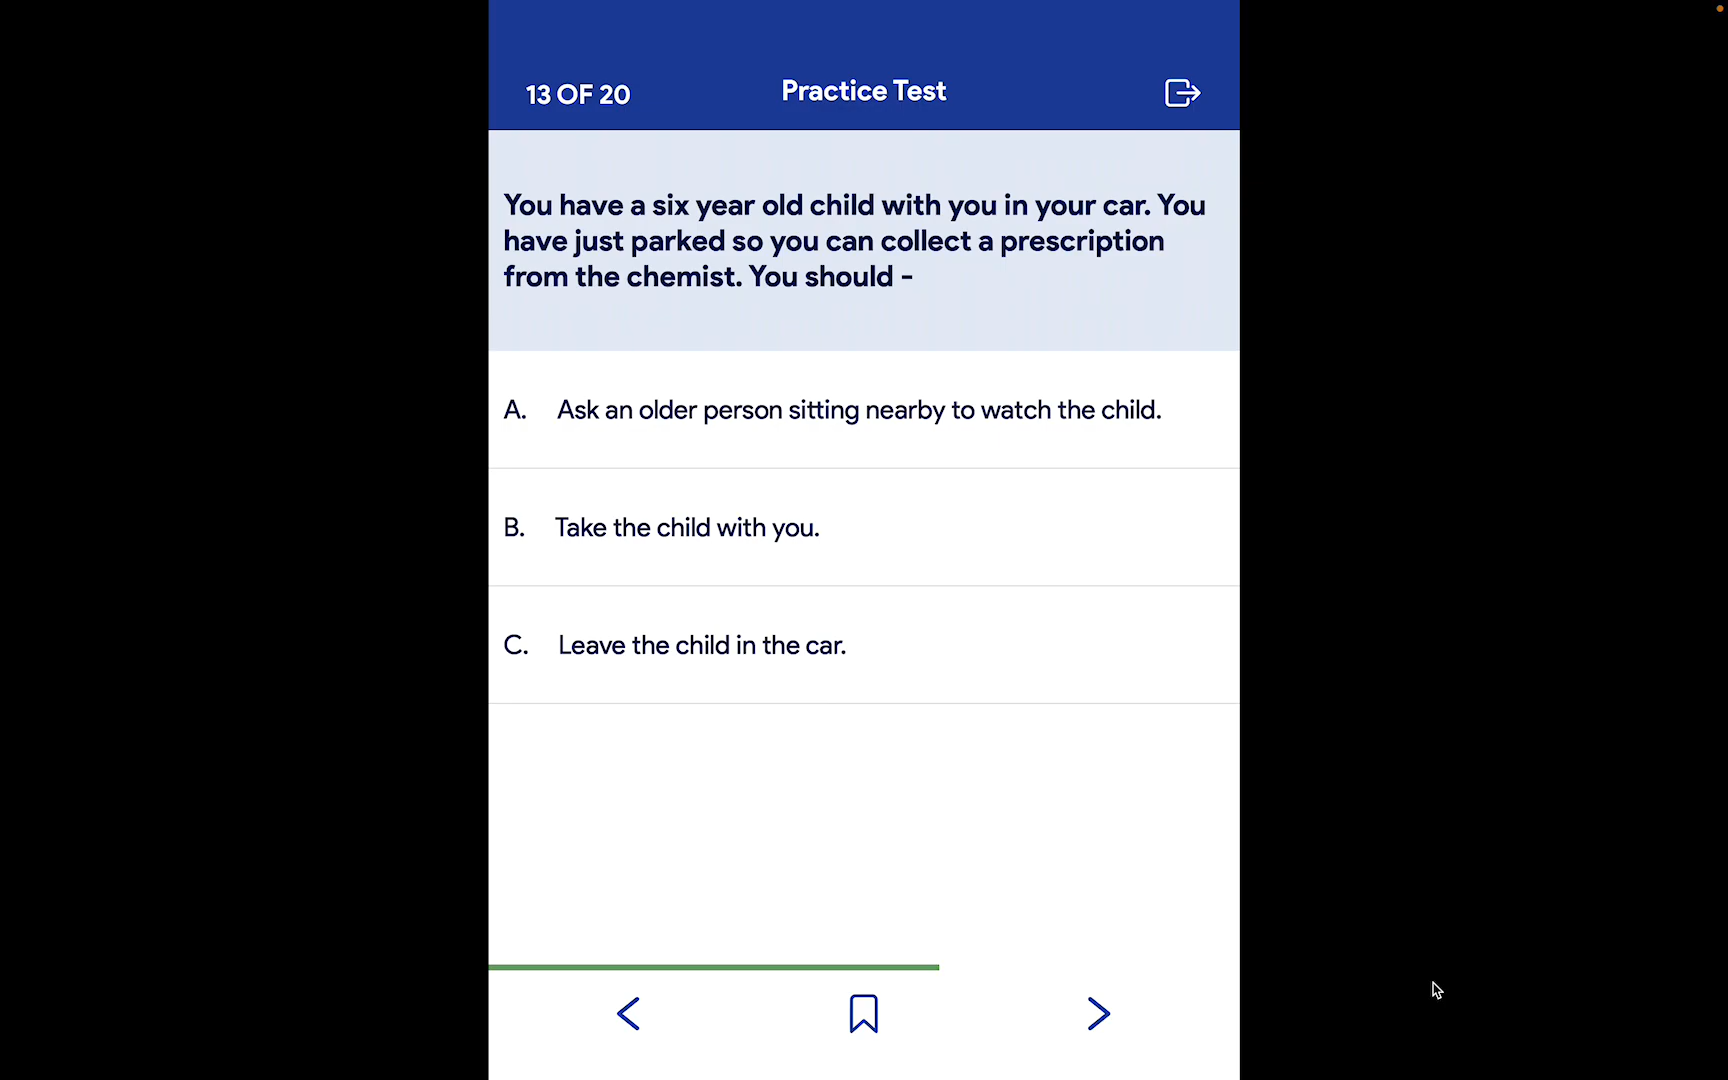 13 OF 20
Practice Test
You have a six year old child with you in your car. You
have just parked so you can collect a prescription
from the chemist. You should -
A. Ask an older person sitting nearby to watch the child.
B. Take the child with you.
C. Leave the child in the car.